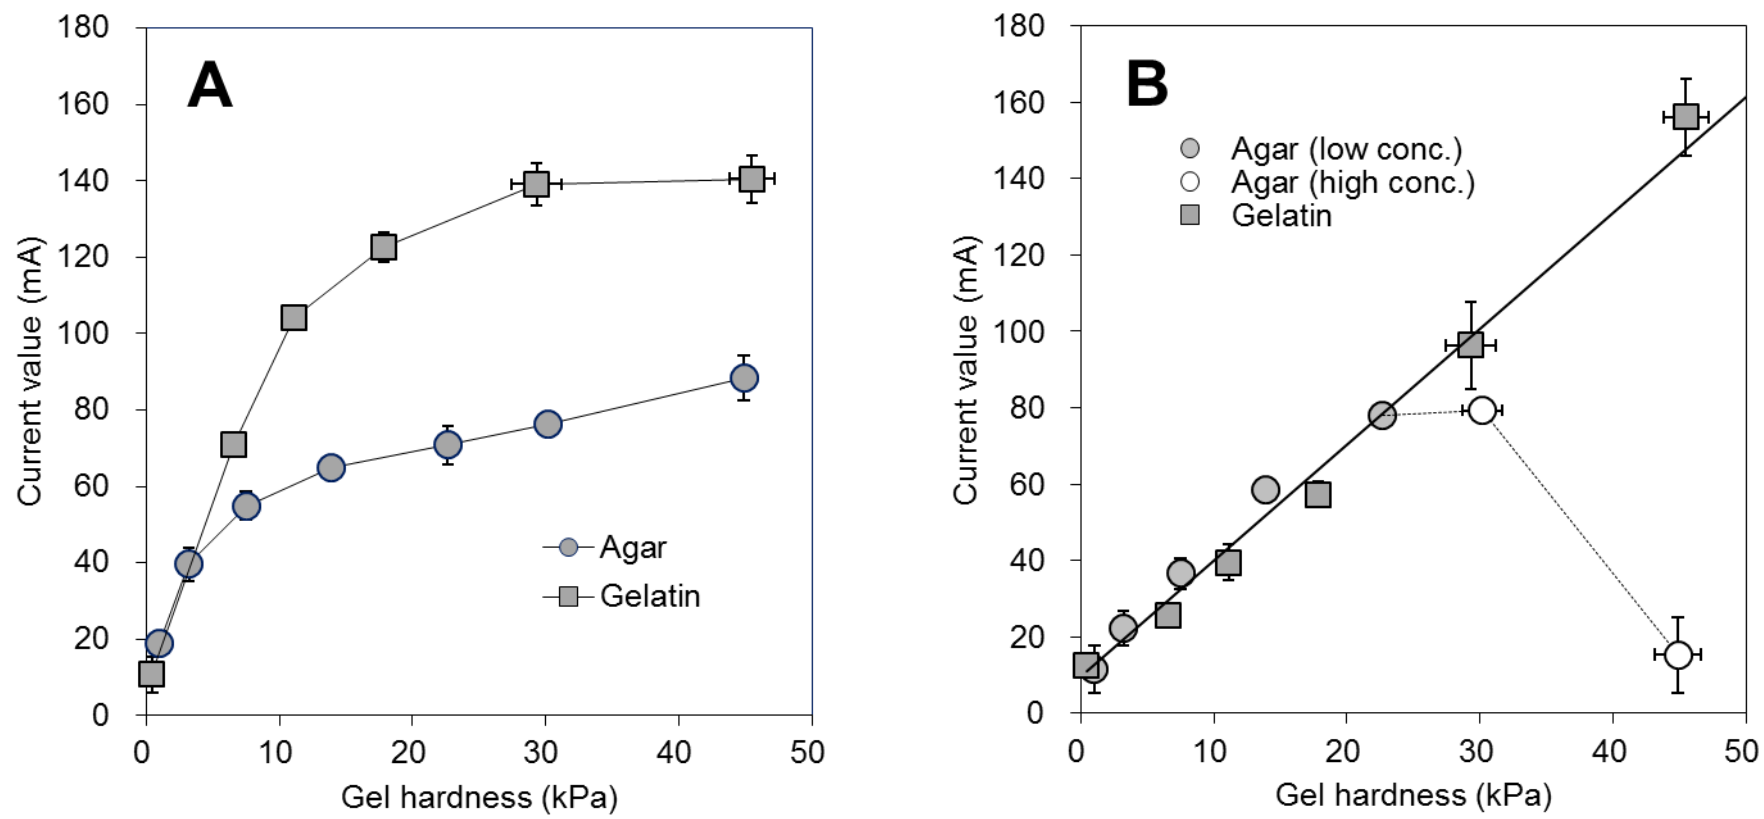 A
180
160
140
120
100
80
60
40
20
0
Current value (mA)
0 10 20 30 40 50
Gel hardness (kPa)
Agar
Gelatin
B
180
160
140
120
100
80
60
40
20
0
Current value (mA)
Agar (low conc.)
Agar (high conc.)
Gelatin
0 10 20 30 40 50
Gel hardness (kPa)